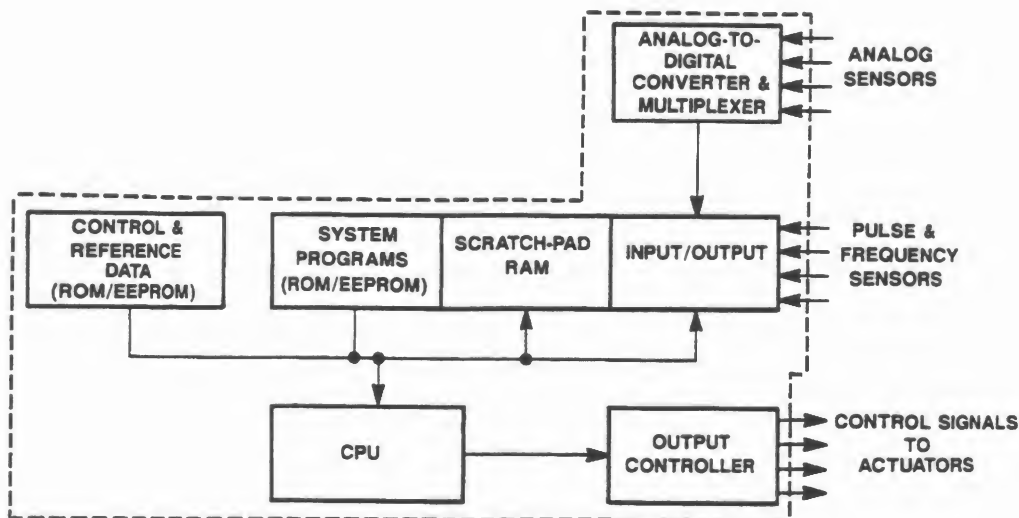 ANALOG-TO-
DIGITAL
CONVERTER &
MULTIPLEXER
ANALOG
SENSORS
CONTROL &
REFERENCE
DATA
(ROM/EEPROM)
SYSTEM
PROGRAMS
(ROM/EEPROM)
SCRATCH-PAD
RAM
INPUT/OUTPUT
PULSE &
FREQUENCY
SENSORS
CPU
OUTPUT
CONTROLLER
CONTROL SIGNALS
TO
ACTUATORS